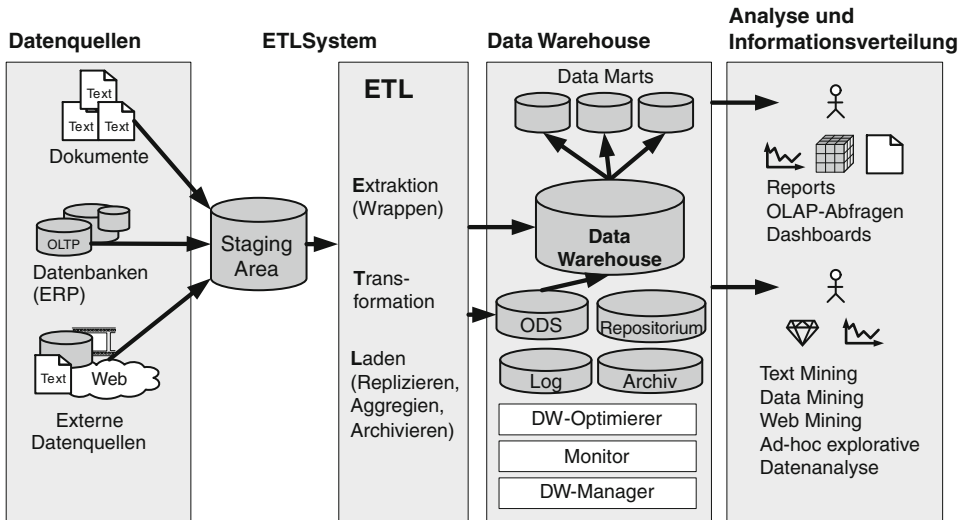 Datenquellen
ETLSystem
Data Warehouse
Analyse und
Informationsverteilung
Text
Text
Text
Dokumente
OLTP
Datenbanken
(ERP)
Text
Web
Externe
Datenquellen
Staging
Area
ETL
Extraktion
(Wrappen)
Trans-
formation
Laden
(Replizieren,
Aggregien,
Archivieren)
Data Marts
Data
Warehouse
ODS
Repositorium
Log
Archiv
DW-Optimierer
Monitor
DW-Manager
Reports
OLAP-Abfragen
Dashboards
Text Mining
Data Mining
Web Mining
Ad-hoc explorative
Datenanalyse